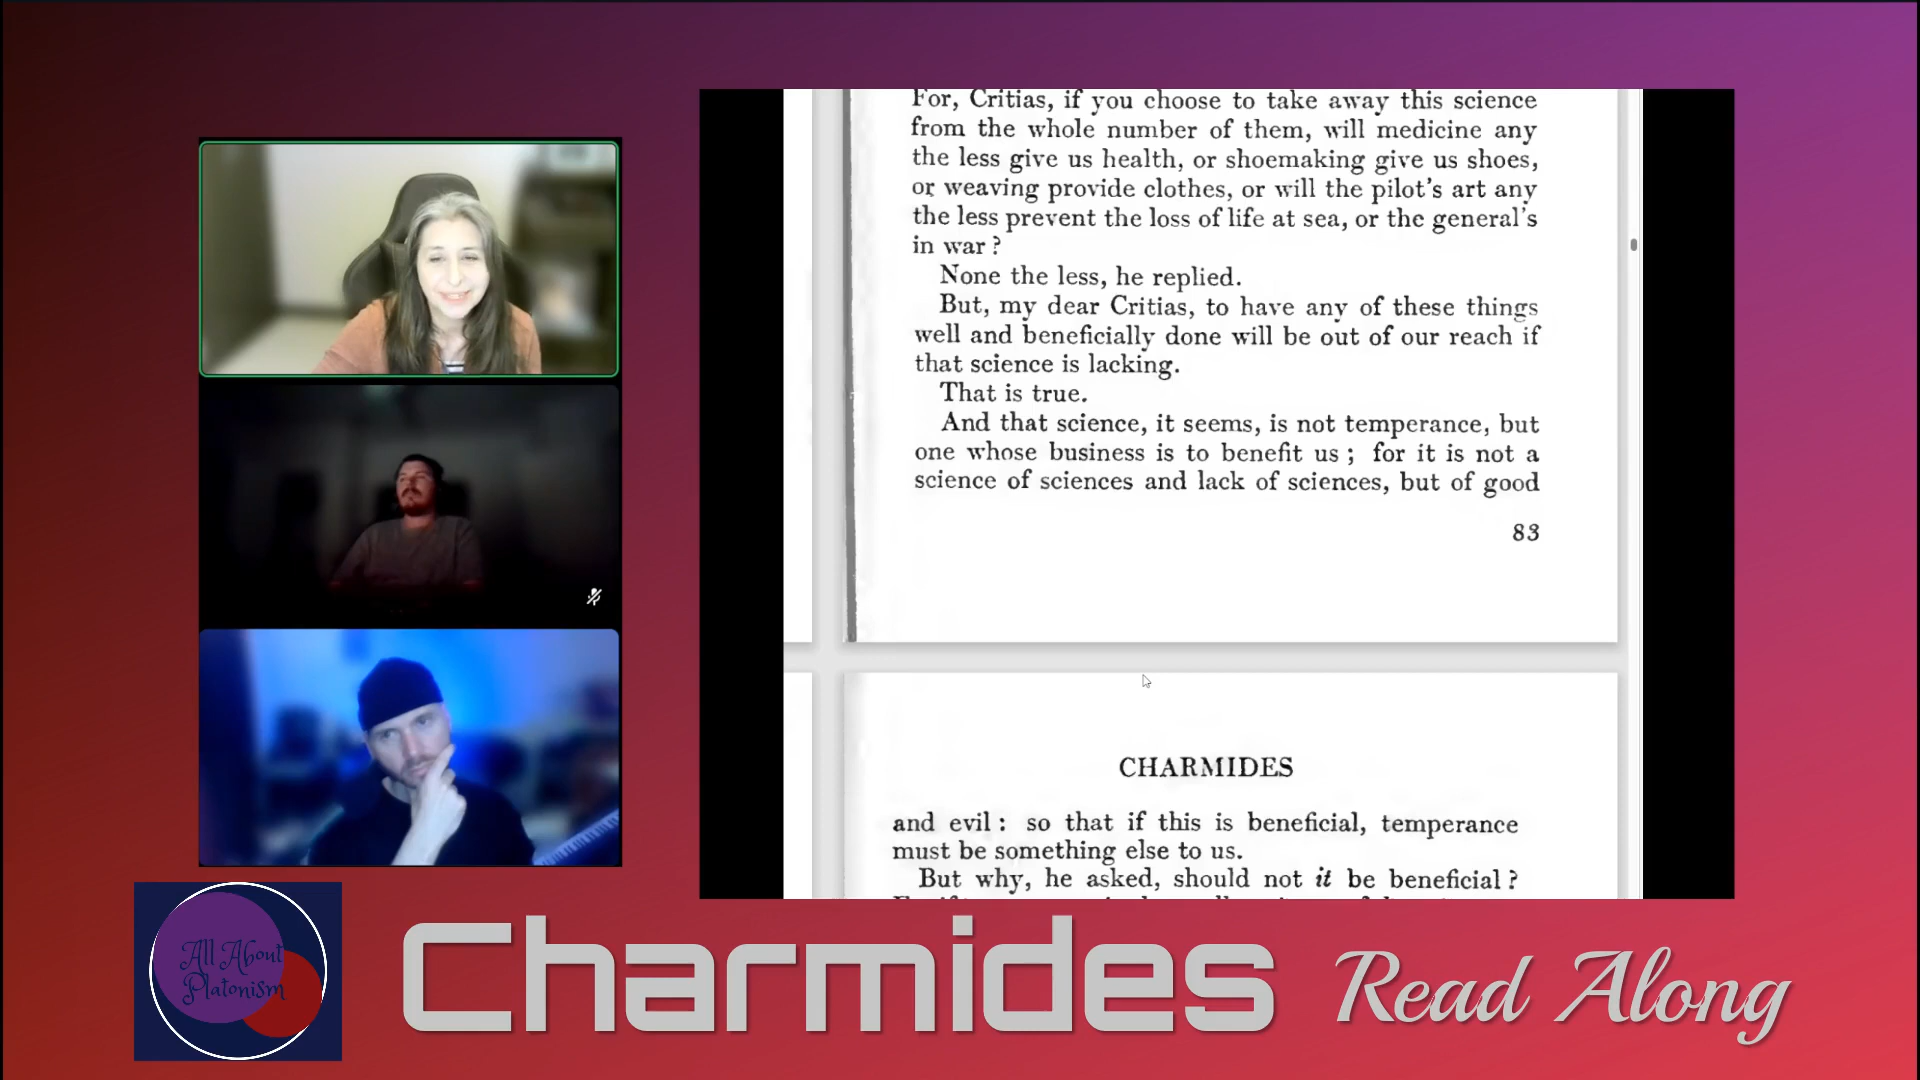 For, Critias, if you choose to take away this science
from the whole number of them, will medicine any
the less give us health, or shoemaking give us shoes,
or weaving provide clothes, or will the pilot's art any
the less prevent the loss of life at sea, or the general's
in war ?
None the less, he replied.
But, my dear Critias, to have any of these things
well and beneficially done will be out of our reach if
that science is lacking.
That is true.
And that science, it seems, is not temperance, but
one whose business is to benefit us ; for it is not a
science of sciences and lack of sciences, but of good
83
CHARMIDES
and evil : so that if this is beneficial, temperance
must be something else to us.
But why, he asked, should not it be beneficial ?
All About
Platonism
Charmides Read Along